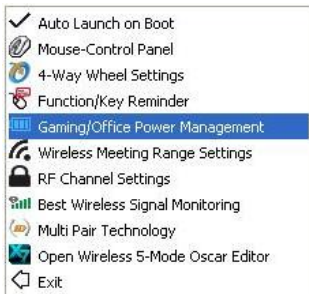 Auto Launch on Boot
Mouse-Control Panel
4-Way Wheel Settings
Function/Key Reminder
Gaming/Office Power Management
Wireless Meeting Range Settings
RF Channel Settings
Best Wireless Signal Monitoring
Multi Pair Technology
Open Wireless 5-Mode Oscar Editor
Exit